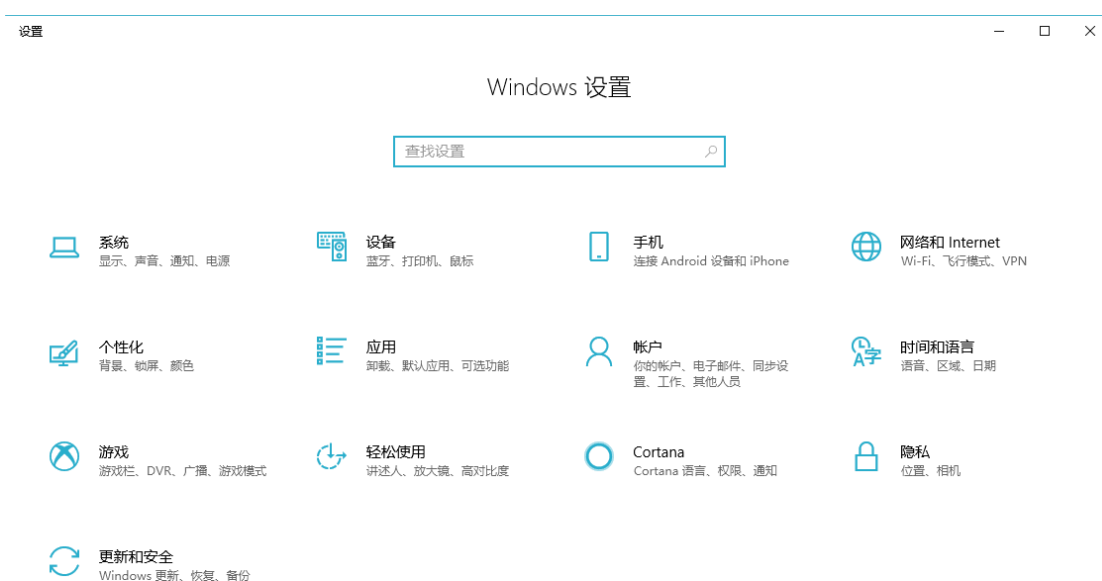 设置
Windows 设置
查找设置
系统
显示、声音、通知、电源
设备
蓝牙、打印机、鼠标
手机
连接 Android 设备和 iPhone
网络和 Internet
Wi-Fi、飞行模式、VPN
个性化
背景、锁屏、颜色
应用
卸载、默认应用、可选功能
帐户
你的帐户、电子邮件、同步设
置、工作、其他人员
时间和语言
语音、区域、日期
游戏
游戏栏、DVR、广播、游戏模式
轻松使用
讲述人、放大镜、高对比度
Cortana
Cortana 语言、权限、通知
隐私
位置、相机
更新和安全
Windows 更新、恢复、备份